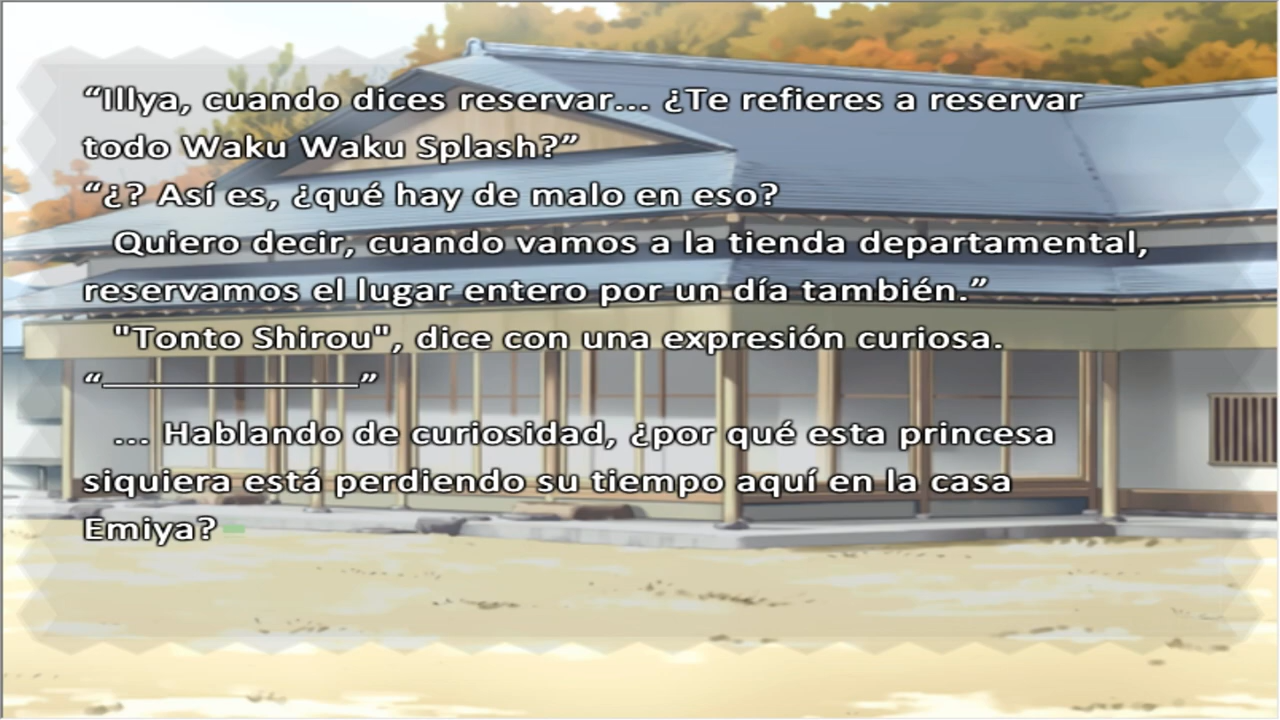 “Illya, cuando dices reservar... ¿Te refieres a reservar
todo Waku Waku Splash?”
“¿? Así es, ¿qué hay de malo en eso?
Quiero decir, cuando vamos a la tienda departamental,
reservamos el lugar entero por un día también.”
"Tonto Shirou", dice con una expresión curiosa.
“――――――――”
... Hablando de curiosidad, ¿por qué esta princesa
siquiera está perdiendo su tiempo aquí en la casa
Emiya?